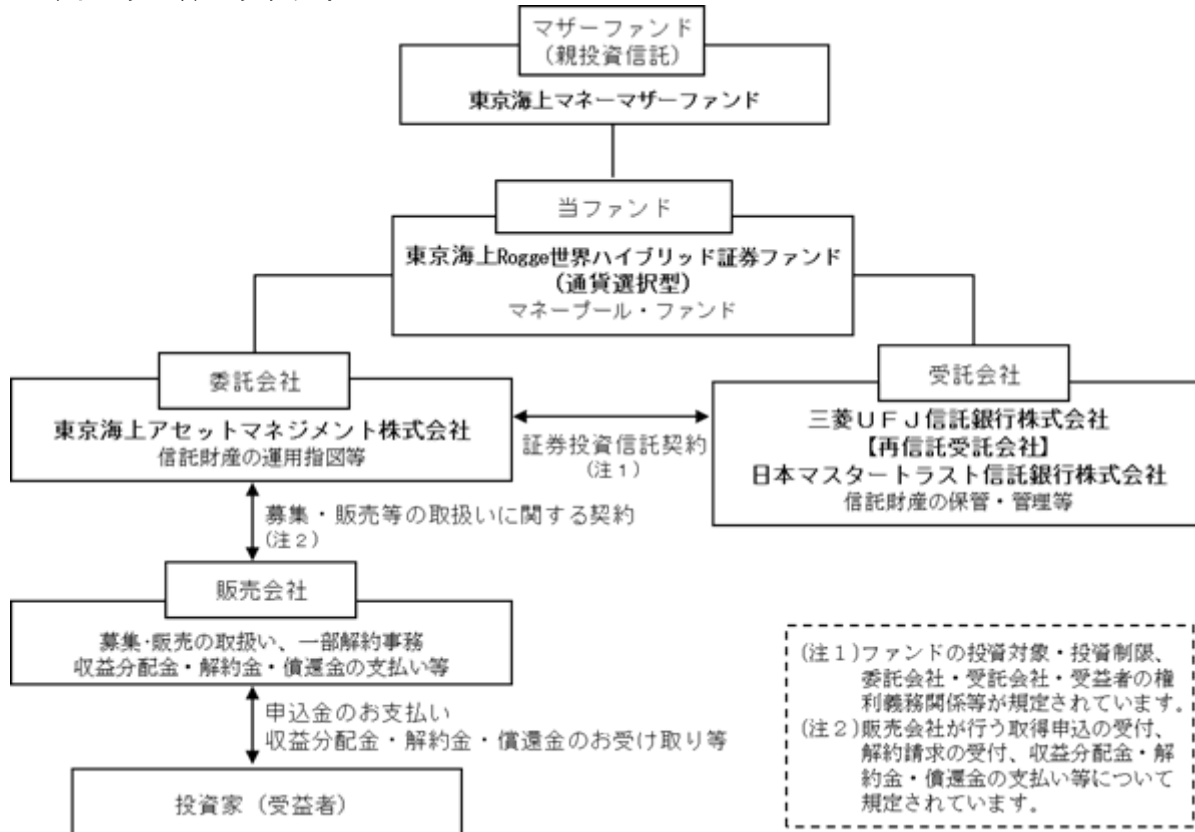 マザーファンド
(親投資信託)
東京海上マネーマザーファンド
当ファンド
東京海上Rogge世界ハイブリッド証券ファンド
(通貨選択型)
マネープール・ファンド
委託会社
東京海上アセットマネジメント株式会社
信託財産の運用指図等
証券投資信託契約
(注1)
受託会社
三菱UFJ信託銀行株式会社
【再信託受託会社】
日本マスタートラスト信託銀行株式会社
信託財産の保管・管理等
募集・販売等の取扱いに関する契約
(注2)
販売会社
募集・販売の取扱い、一部解約事務
収益分配金・解約金・償還金の支払い等
申込金のお支払い
収益分配金・解約金・償還金のお受け取り等
投資家(受益者)
(注1)ファンドの投資対象・投資制限、
委託会社・受託会社・受益者の権
利義務関係等が規定されています。
(注2)販売会社が行う取得申込の受付、
解約請求の受付、収益分配金・解
約金・償還金の支払い等について
規定されています。